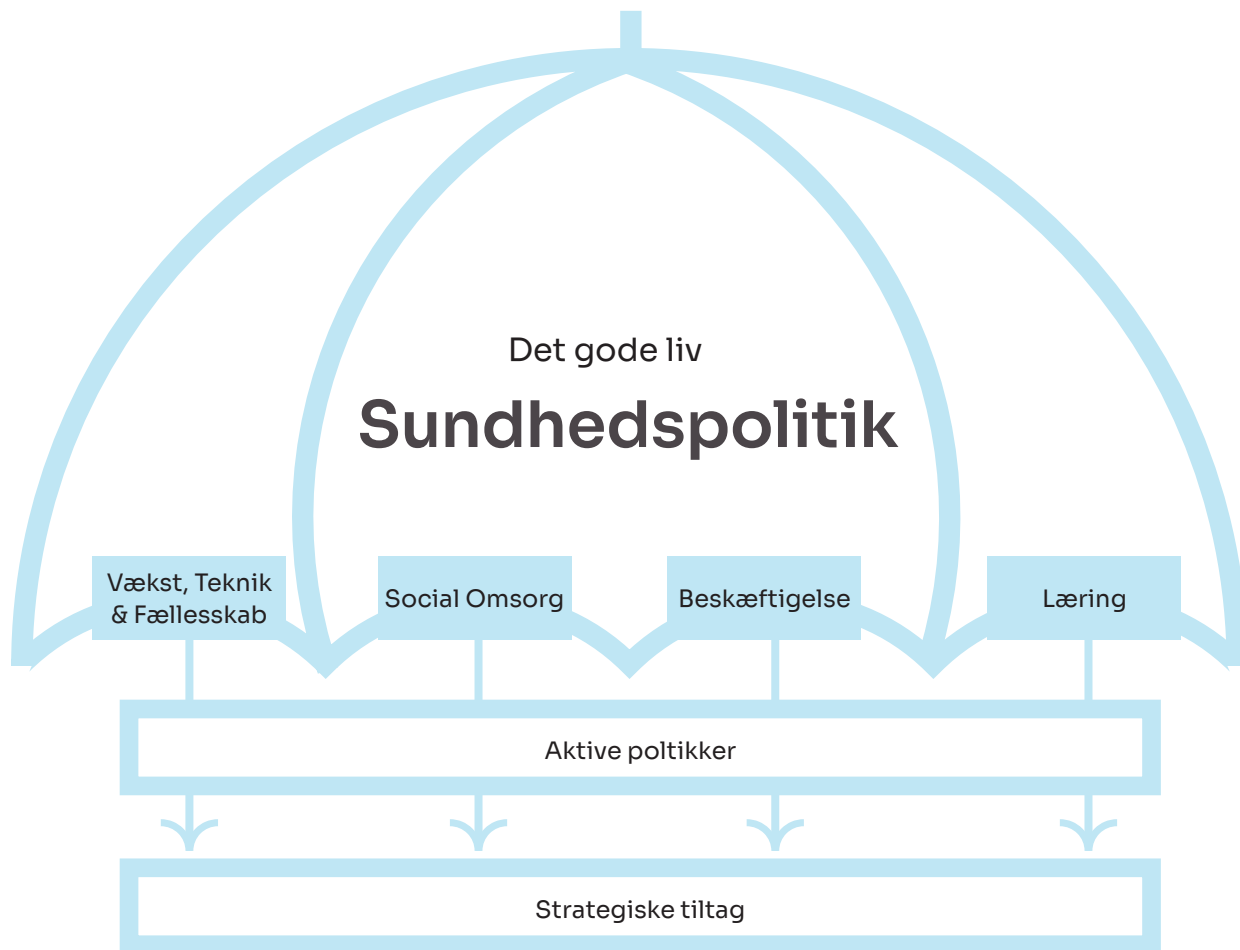 Det gode liv
Sundhedspolitik
Vækst, Teknik
& Fællesskab
Social Omsorg
Beskæftigelse
Læring
Aktive poltikker
Strategiske tiltag